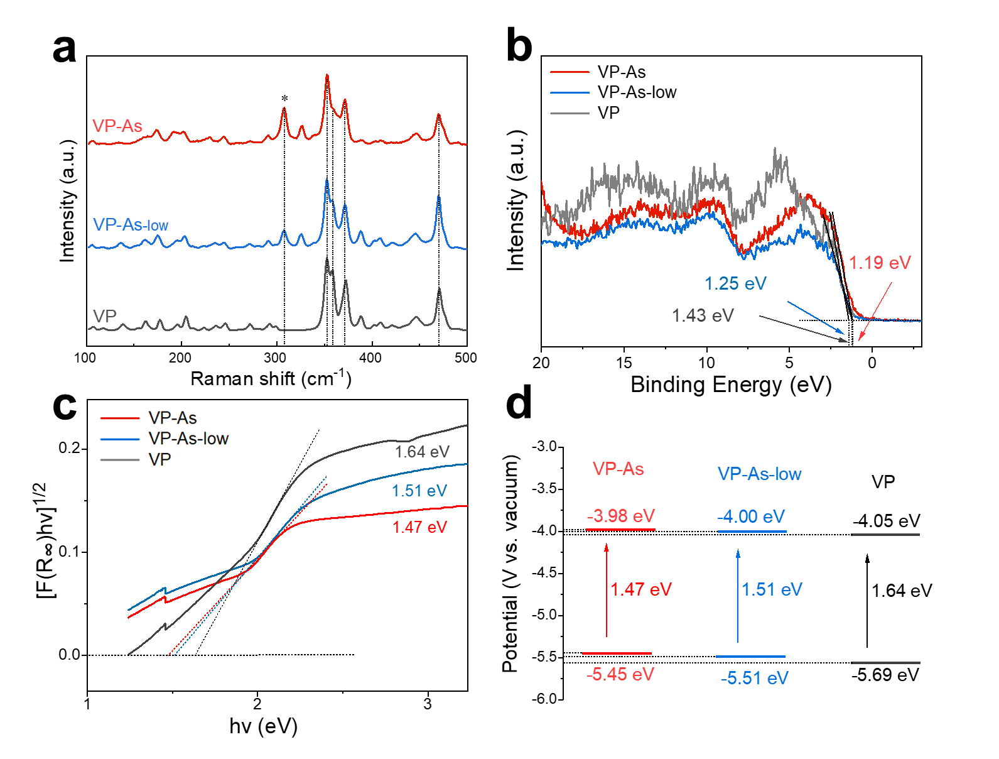 a
*
VP-As
VP-As-low
VP
Intensity (a.u.)
100 200 300 400 500
Raman shift (cm-1)
b
VP-As
VP-As-low
VP
1.19 eV
1.25 eV
1.43 eV
Intensity (a.u.)
20 15 10 5 0
Binding Energy (eV)
c
VP-As
VP-As-low
VP
1.64 eV
1.51 eV
1.47 eV
0.2
0.1
0.0
[F(R∞)hv]1/2
1 2 3
hv (eV)
d
-3.0
-3.5
-4.0
-4.5
-5.0
-5.5
-6.0
Potential (V vs. vacuum)
VP-As VP-As-low VP
-3.98 eV -4.00 eV -4.05 eV
1.47 eV 1.51 eV 1.64 eV
-5.45 eV -5.51 eV -5.69 eV